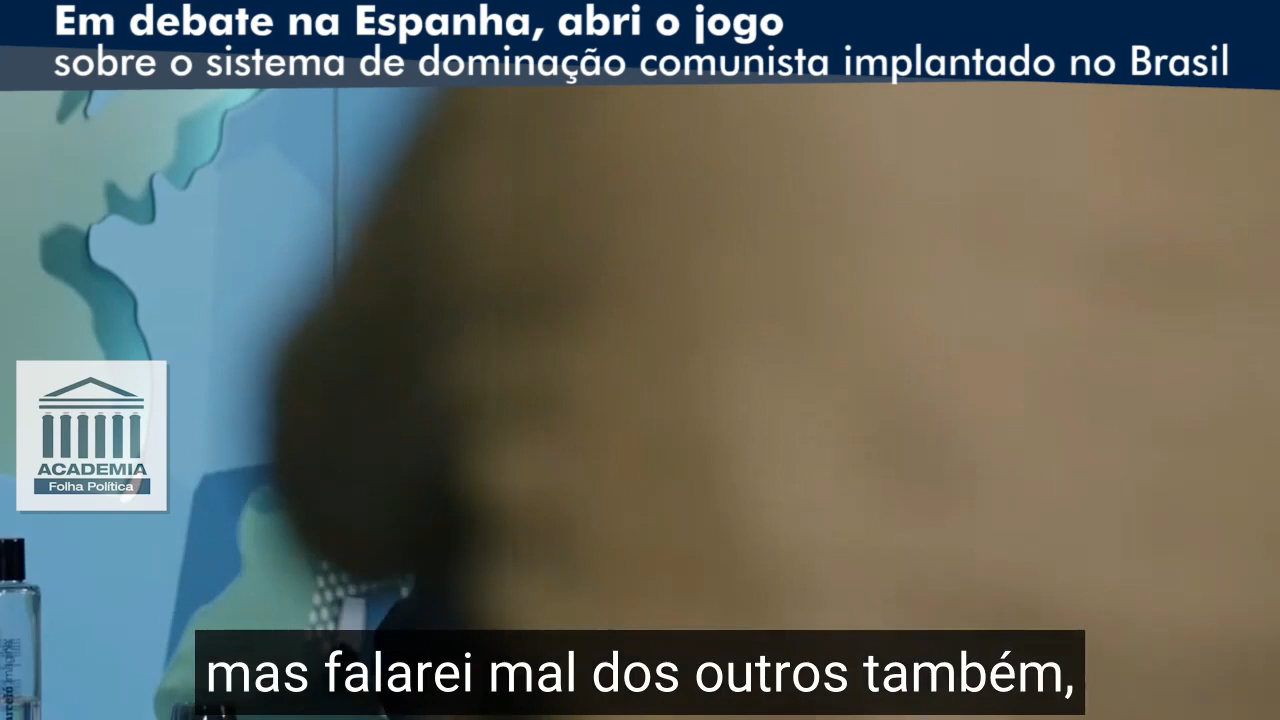 Em debate na Espanha, abri o jogo
sobre o sistema de dominação comunista implantado no Brasil
ACADEMIA
Folha Política
mas falarei mal dos outros também,